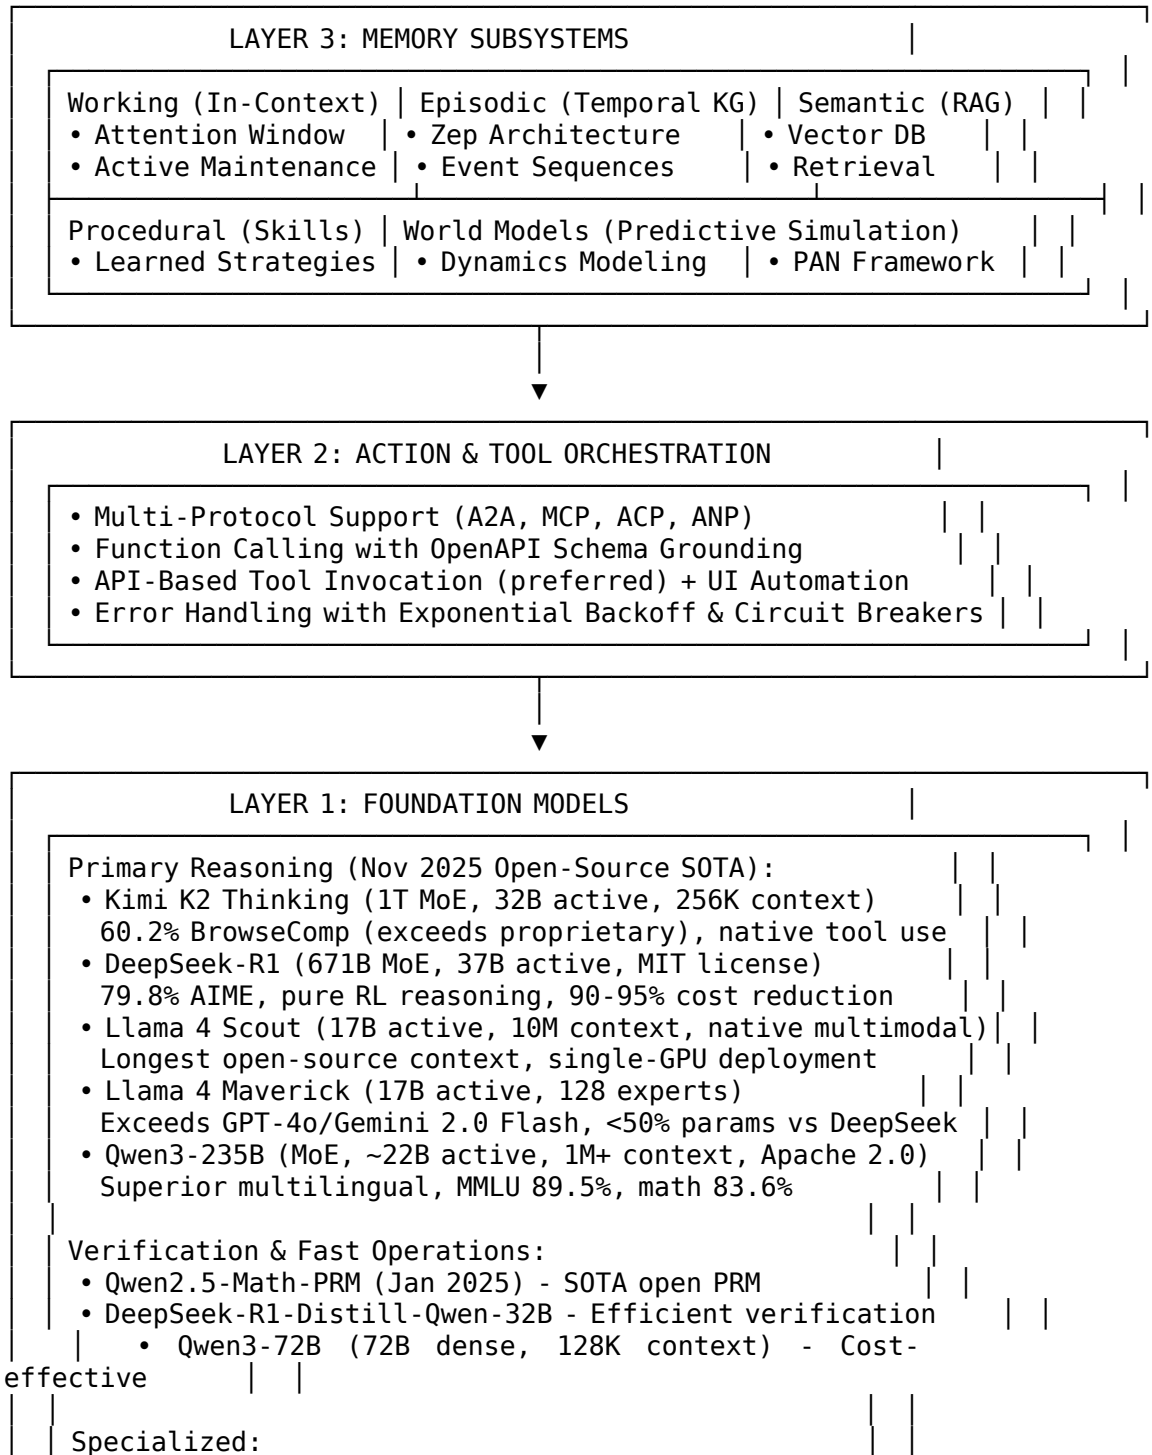 LAYER 3: MEMORY SUBSYSTEMS
Working (In-Context) │ Episodic (Temporal KG) │ Semantic (RAG)
• Attention Window │ • Zep Architecture │ • Vector DB
• Active Maintenance │ • Event Sequences │ • Retrieval
Procedural (Skills) │ World Models (Predictive Simulation)
• Learned Strategies │ • Dynamics Modeling │ • PAN Framework
▼
LAYER 2: ACTION & TOOL ORCHESTRATION
• Multi-Protocol Support (A2A, MCP, ACP, ANP)
• Function Calling with OpenAPI Schema Grounding
• API-Based Tool Invocation (preferred) + UI Automation
• Error Handling with Exponential Backoff & Circuit Breakers
▼
LAYER 1: FOUNDATION MODELS
Primary Reasoning (Nov 2025 Open-Source SOTA):
• Kimi K2 Thinking (1T MoE, 32B active, 256K context)
60.2% BrowseComp (exceeds proprietary), native tool use
• DeepSeek-R1 (671B MoE, 37B active, MIT license)
79.8% AIME, pure RL reasoning, 90-95% cost reduction
• Llama 4 Scout (17B active, 10M context, native multimodal)
Longest open-source context, single-GPU deployment
• Llama 4 Maverick (17B active, 128 experts)
Exceeds GPT-4o/Gemini 2.0 Flash, <50% params vs DeepSeek
• Qwen3-235B (MoE, ~22B active, 1M+ context, Apache 2.0)
Superior multilingual, MMLU 89.5%, math 83.6%
Verification & Fast Operations:
• Qwen2.5-Math-PRM (Jan 2025) - SOTA open PRM
• DeepSeek-R1-Distill-Qwen-32B - Efficient verification
• Qwen3-72B (72B dense, 128K context) - Cost-
effective
Specialized: